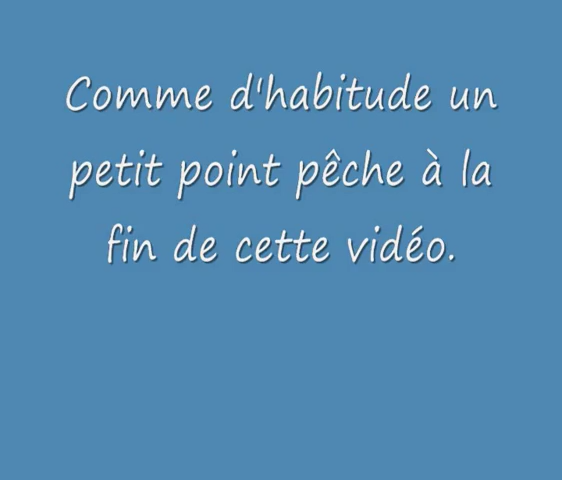 Comme d'habitude un
petit point pêche à la
fin de cette vidéo.